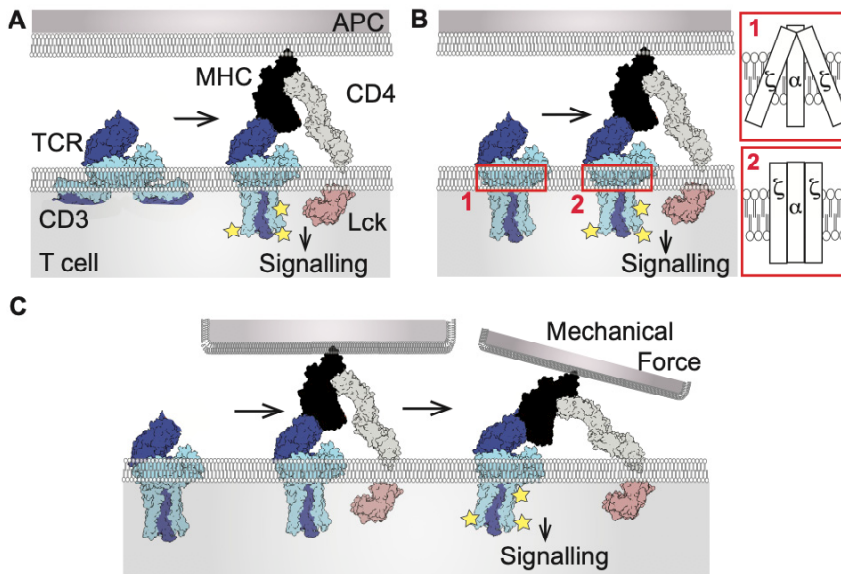 A
APC
MHC
CD4
TCR
CD3
Lck
T cell
Signalling
B
1
2
Signalling
1
ζ
α
ζ
2
ζ
α
ζ
C
Mechanical
Force
Signalling